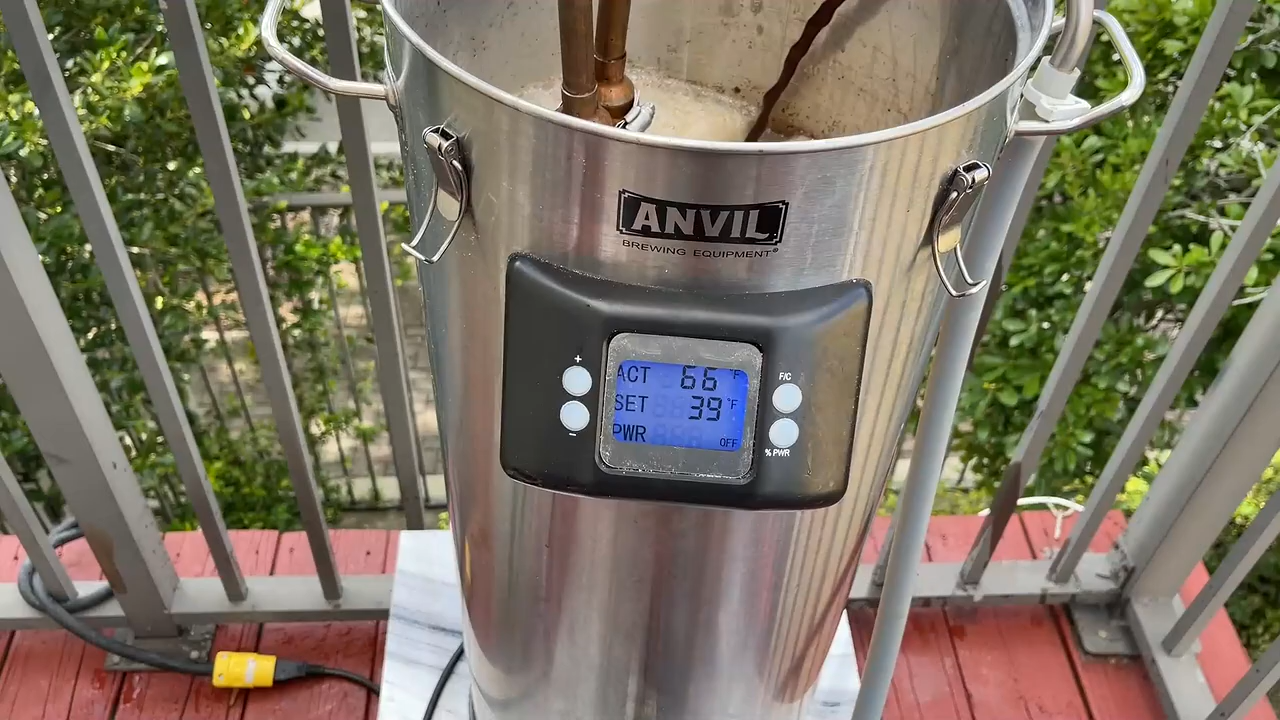 ANVIL
BREWING EQUIPMENT®
+
-
ACT 66 °F
SET 39 °F
PWR OFF
F/C
% PWR